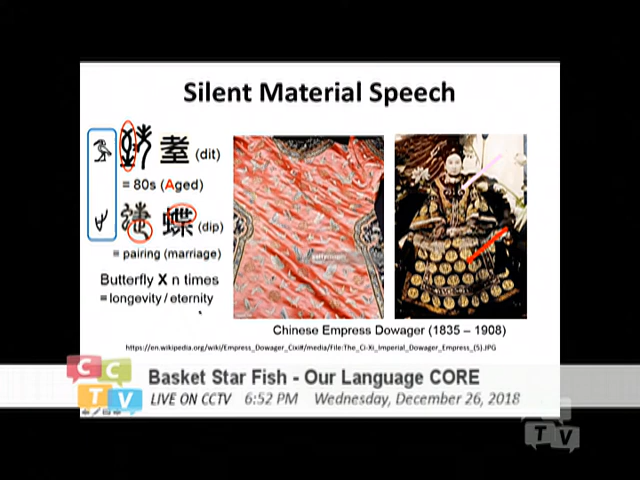 Silent Material Speech
耋 (dit)
= 80s (Aged)
蝶 (dip)
= pairing (marriage)
Butterfly X n times
= longevity / eternity
Chinese Empress Dowager (1835 – 1908)
https://en.wikipedia.org/wiki/Empress_Dowager_Cixi#/media/File:The_Ci-Xi_Imperial_Dowager_Empress_(5).JPG
CCTV
Basket Star Fish - Our Language CORE
LIVE ON CCTV 6:52 PM Wednesday, December 26, 2018
TV